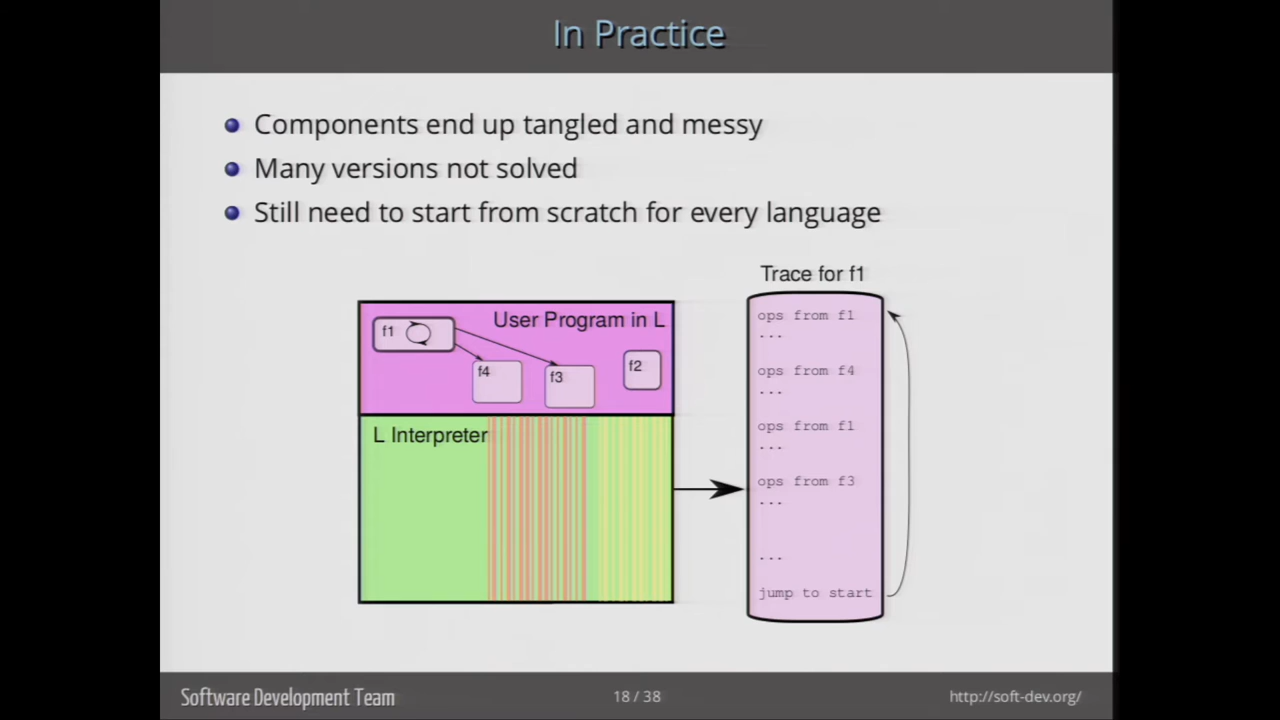 In Practice
Components end up tangled and messy
Many versions not solved
Still need to start from scratch for every language
Trace for f1
User Program in L
f1
f4
f3
f2
L Interpreter
ops from f1
...
ops from f4
...
ops from f1
...
ops from f3
...
...
jump to start
Software Development Team
18 / 38
http://soft-dev.org/